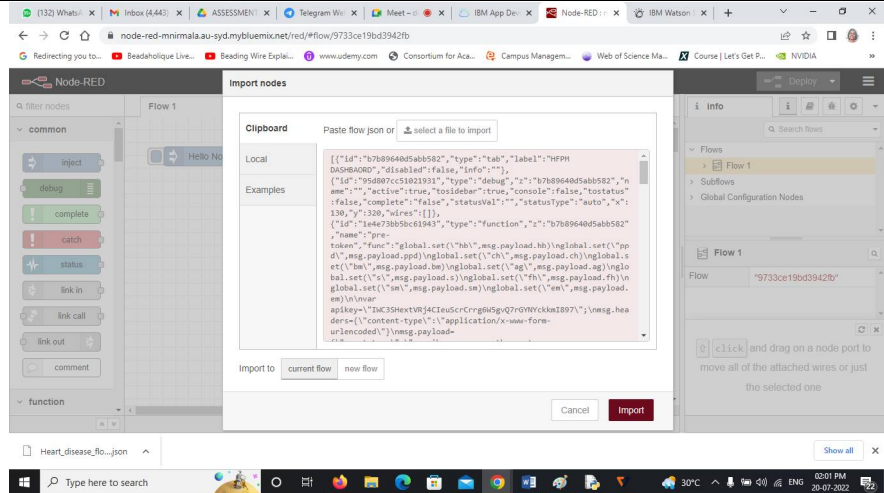 (132) WhatsA
Inbox (4,443)
ASSESSMENT
Telegram We
Meet – d
IBM App Dev
Node-RED : n
IBM Watson S
node-red-mnirmala.au-syd.mybluemix.net/red/#flow/9733ce19bd3942fb
Redirecting you to...
Beadaholique Live...
Beading Wire Explai...
www.udemy.com
Consortium for Aca...
Campus Managem...
Web of Science Ma...
Course | Let's Get P...
NVIDIA
»
Node-RED
Deploy
filter nodes
common
inject
debug
complete
catch
status
link in
link call
link out
comment
function
Flow 1
Hello No
Import nodes
Clipboard
Local
Examples
Paste flow json or
select a file to import
[{"id":"b7b89640d5abb582","type":"tab","label":"HFPM
DASHBAORD","disabled":false,"info":""},
{"id":"95d807cc51021931","type":"debug","z":"b7b89640d5abb582","n
ame":"","active":true,"tosidebar":true,"console":false,"tostatus"
:false,"complete":"false","statusVal":"","statusType":"auto","x":
130,"y":320,"wires":[]},
{"id":"1e4e73bb5bc61943","type":"function","z":"b7b89640d5abb582"
,"name":"pre-
token","func":"global.set(\"hb\",msg.payload.hb)\nglobal.set(\"pp
d\",msg.payload.ppd)\nglobal.set(\"ch\",msg.payload.ch)\nglobal.s
et(\"bm\",msg.payload.bm)\nglobal.set(\"ag\",msg.payload.ag)\nglo
bal.set(\"s\",msg.payload.s)\nglobal.set(\"fh\",msg.payload.fh)\n
global.set(\"sm\",msg.payload.sm)\nglobal.set(\"em\",msg.payload.
em)\n\nvar
apikey=\"IWC3SHextVRj4CIeuScrCrrg6W5gvQ7rGYNYckkmI897\";\nmsg.hea
ders={\"content-type\":\"application/x-www-form-
urlencoded\"}\nmsg.payload=
Import to
current flow
new flow
Cancel
Import
i info
Search flows
Flows
Flow 1
Subflows
Global Configuration Nodes
Flow 1
Flow
"9733ce19bd3942fb"
click and drag on a node port to
move all of the attached wires or just
the selected one
Heart_disease_flo....json
Show all
Type here to search
30°C
ENG
02:01 PM
20-07-2022
22